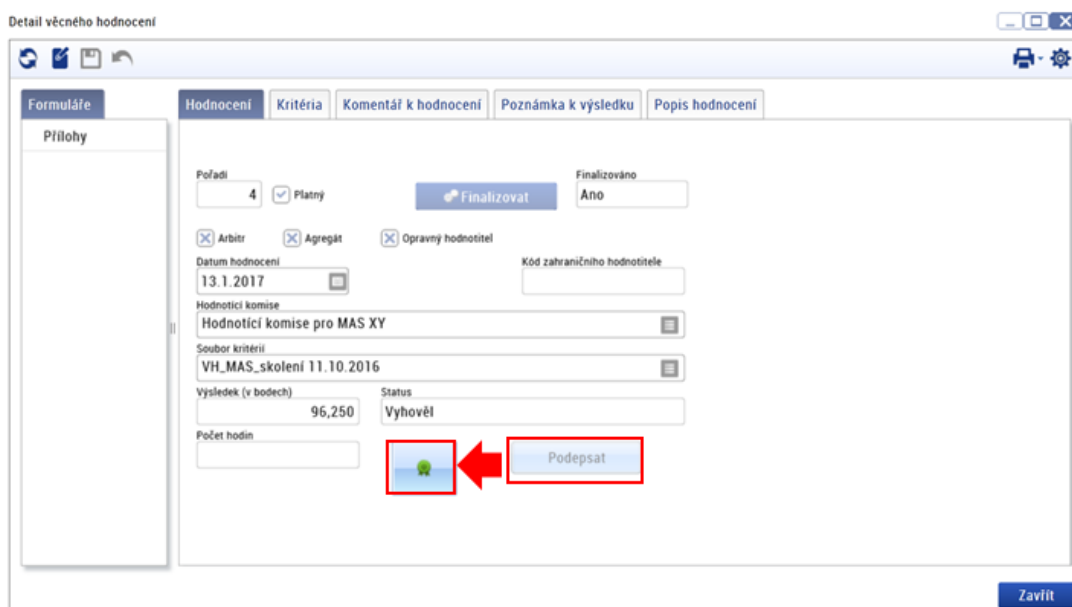 Detail věcného hodnocení
Formuláře
Přílohy
Hodnocení Kritéria Komentář k hodnocení Poznámka k výsledku Popis hodnocení
Pořadí Finalizováno
4 Platný Finalizovat Ano
Arbitr Agregát Opravný hodnotitel
Datum hodnocení Kód zahraničního hodnotitele
13.1.2017
Hodnotící komise
Hodnotící komise pro MAS XY
Soubor kritérií
VH_MAS_skolení 11.10.2016
Výsledek (v bodech) Status
96,250 Vyhověl
Počet hodin
Podepsat
Zavřít